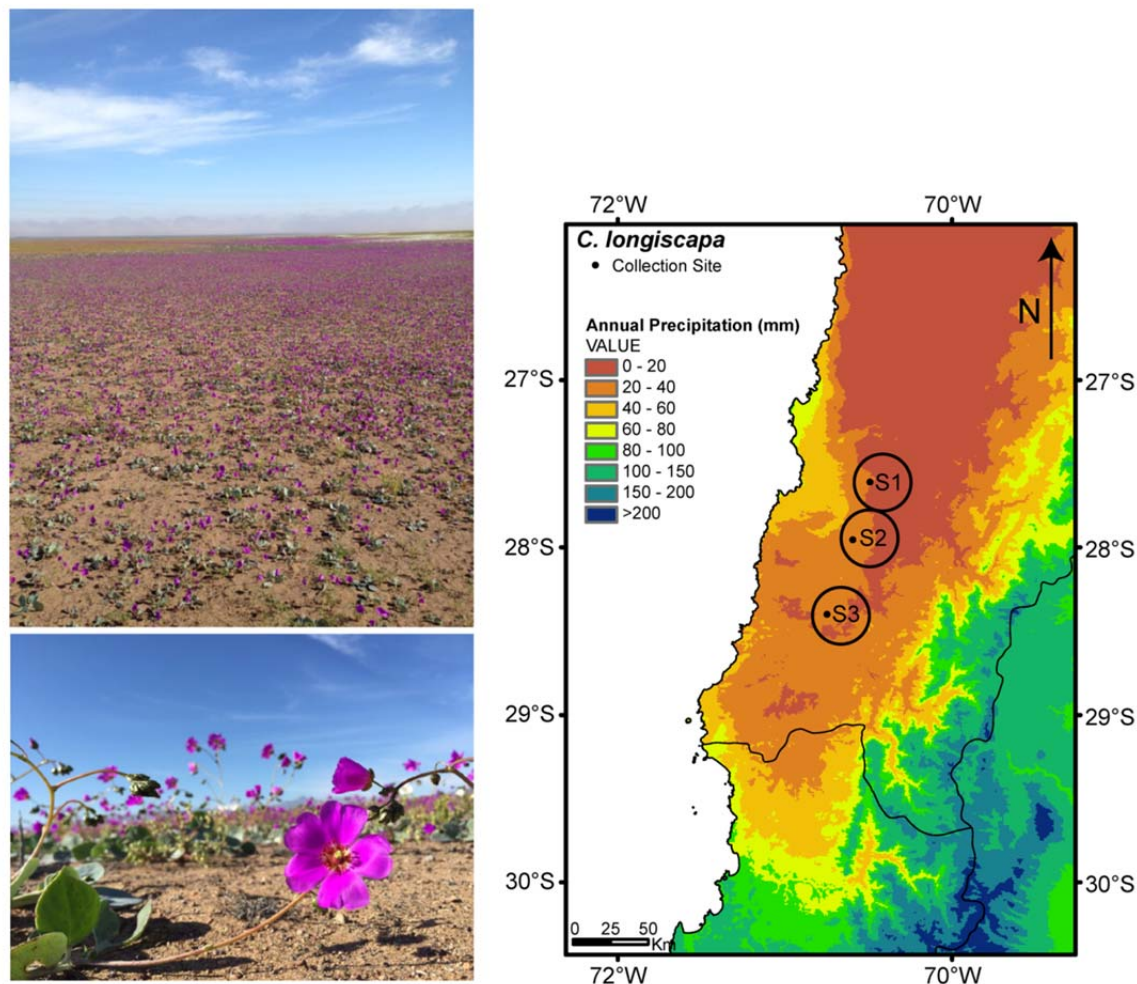 72°W 70°W
C. longiscapa
• Collection Site
N
Annual Precipitation (mm)
VALUE
0 - 20
20 - 40
40 - 60
60 - 80
80 - 100
100 - 150
150 - 200
>200
27°S 27°S
S1
S2
28°S 28°S
S3
29°S 29°S
30°S 30°S
0 25 50
Km
72°W 70°W